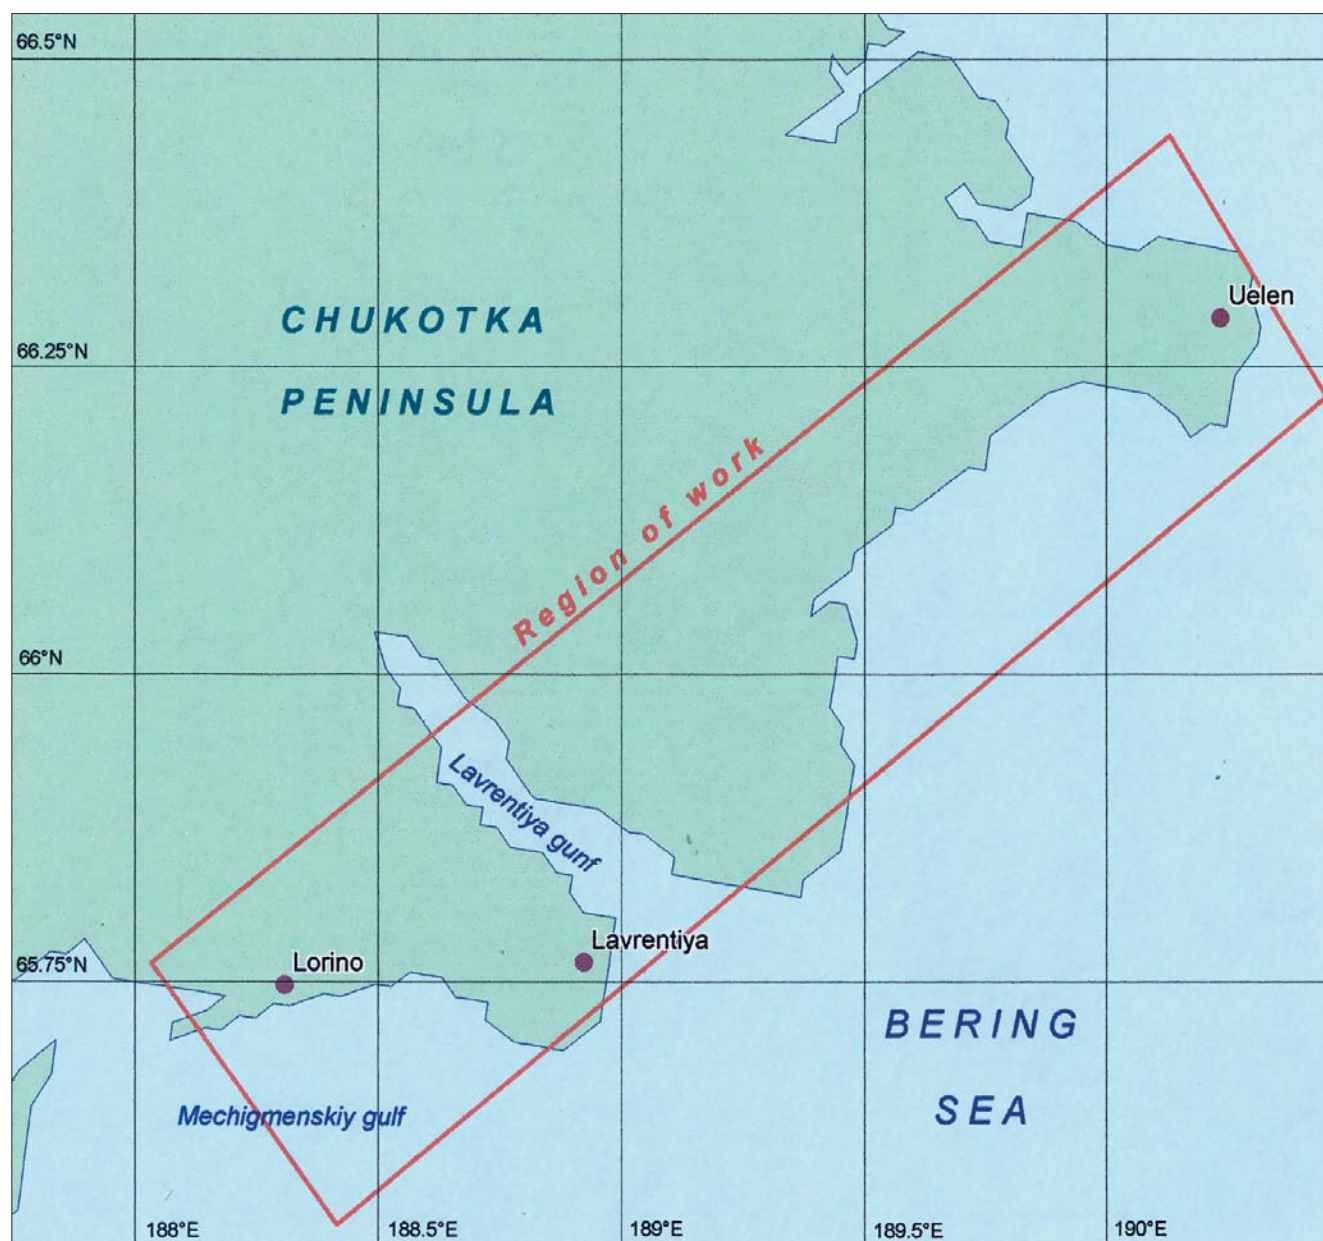 66.5°N
Uelen
CHUKOTKA
PENINSULA
66.25°N
Region of work
66°N
Lavrentiya gunf
Lavrentiya
Lorino
65.75°N
BERING
SEA
Mechigmenskiy gulf
188°E
188.5°E
189°E
189.5°E
190°E